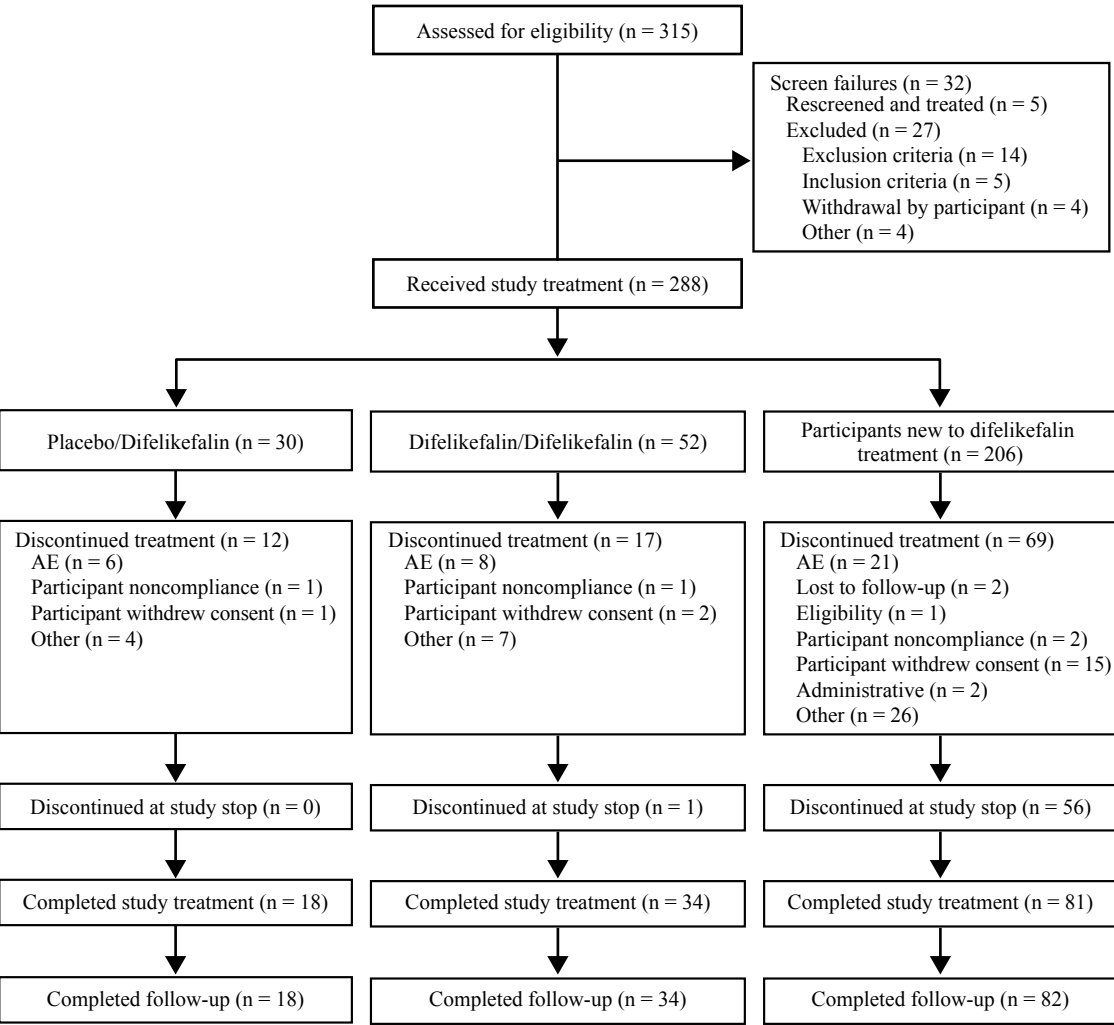 Assessed for eligibility (n = 315)
Screen failures (n = 32)
Rescreened and treated (n = 5)
Excluded (n = 27)
Exclusion criteria (n = 14)
Inclusion criteria (n = 5)
Withdrawal by participant (n = 4)
Other (n = 4)
Received study treatment (n = 288)
Placebo/Difelikefalin (n = 30)
Difelikefalin/Difelikefalin (n = 52)
Participants new to difelikefalin
treatment (n = 206)
Discontinued treatment (n = 12)
AE (n = 6)
Participant noncompliance (n = 1)
Participant withdrew consent (n = 1)
Other (n = 4)
Discontinued treatment (n = 17)
AE (n = 8)
Participant noncompliance (n = 1)
Participant withdrew consent (n = 2)
Other (n = 7)
Discontinued treatment (n = 69)
AE (n = 21)
Lost to follow-up (n = 2)
Eligibility (n = 1)
Participant noncompliance (n = 2)
Participant withdrew consent (n = 15)
Administrative (n = 2)
Other (n = 26)
Discontinued at study stop (n = 0)
Discontinued at study stop (n = 1)
Discontinued at study stop (n = 56)
Completed study treatment (n = 18)
Completed study treatment (n = 34)
Completed study treatment (n = 81)
Completed follow-up (n = 18)
Completed follow-up (n = 34)
Completed follow-up (n = 82)